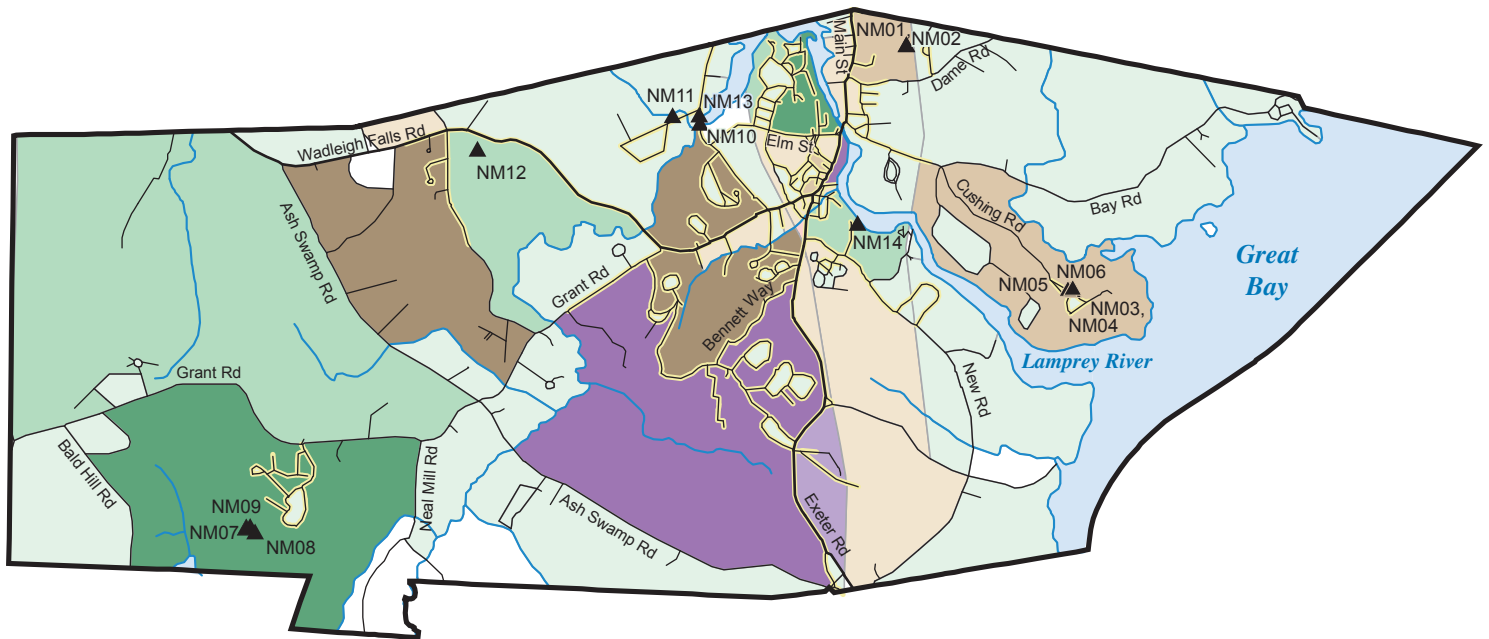 NM01,
NM02
Main St
Dame Rd
NM11
NM13
NM10
Elm St
Wadleigh Falls Rd
NM12
Ash Swamp Rd
Cushing Rd
Bay Rd
NM14
Great
Bay
Grant Rd
NM06
NM05
NM03,
NM04
Bennett Way
Lamprey River
Grant Rd
New Rd
Bald Hill Rd
Neal Mill Rd
NM09
NM07
NM08
Ash Swamp Rd
Exeter Rd